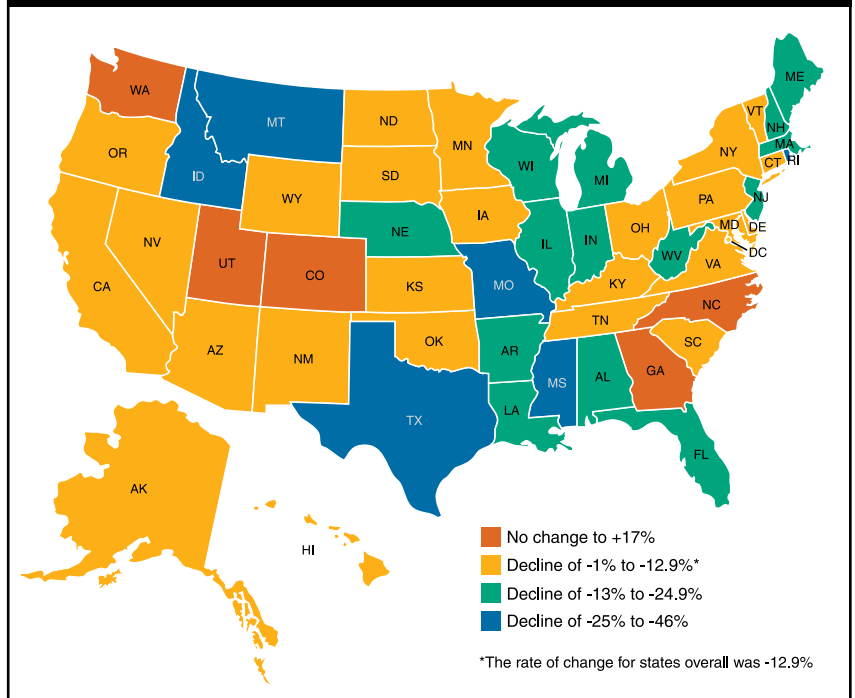 WA
MT
ND
MN
OR
ID
WY
SD
WI
MI
ME
VT
NH
MA
NY
CT
RI
NV
UT
CO
NE
IA
IL
IN
OH
PA
NJ
MD
DE
DC
WV
VA
CA
KS
MO
KY
NC
AZ
NM
OK
TN
AR
SC
MS
AL
GA
LA
TX
FL
AK
HI
No change to +17%
Decline of -1% to -12.9%*
Decline of -13% to -24.9%
Decline of -25% to -46%
*The rate of change for states overall was -12.9%